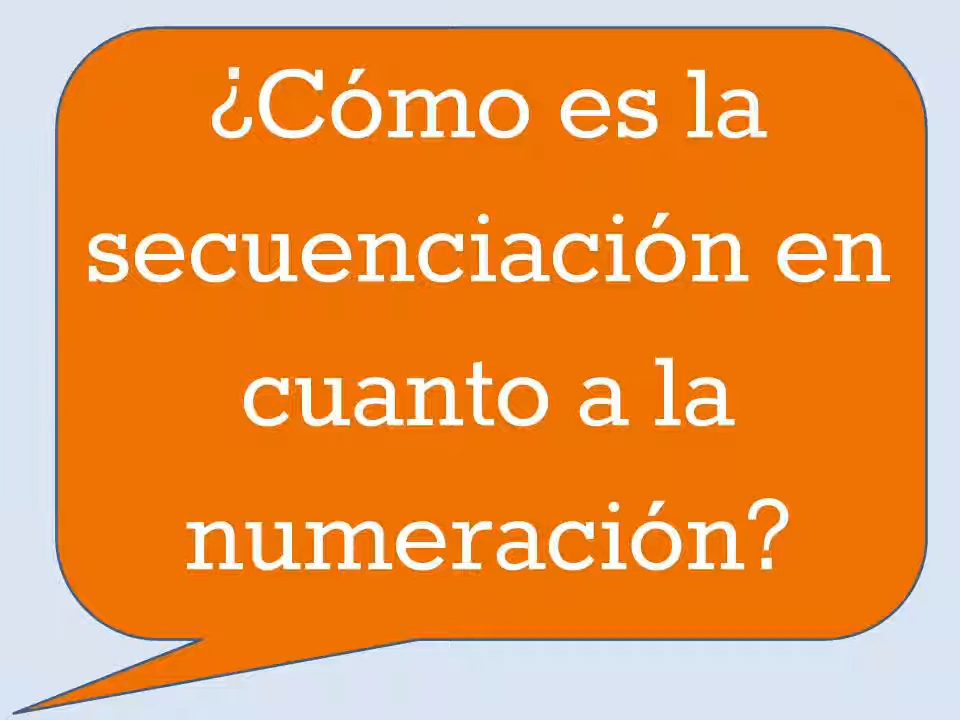 ¿Cómo es la
secuenciación en
cuanto a la
numeración?